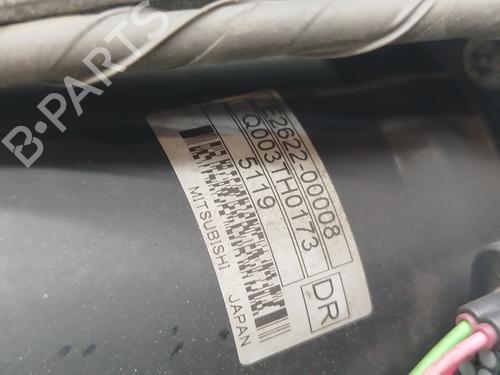 B-PARTS
E2622-00008
Q003TH0173
5119
DR
MITSUBISHI JAPAN